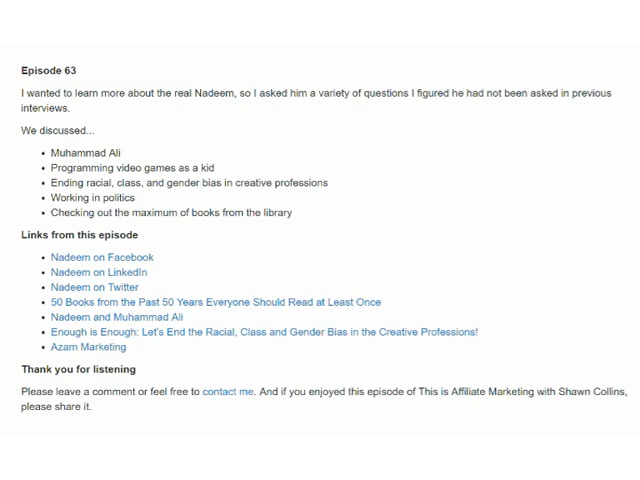 Episode 63
I wanted to learn more about the real Nadeem, so I asked him a variety of questions I figured he had not been asked in previous
interviews.
We discussed...
• Muhammad Ali
• Programming video games as a kid
• Ending racial, class, and gender bias in creative professions
• Working in politics
• Checking out the maximum of books from the library
Links from this episode
• Nadeem on Facebook
• Nadeem on LinkedIn
• Nadeem on Twitter
• 50 Books from the Past 50 Years Everyone Should Read at Least Once
• Nadeem and Muhammad Ali
• Enough is Enough: Let's End the Racial, Class and Gender Bias in the Creative Professions!
• Azam Marketing
Thank you for listening
Please leave a comment or feel free to contact me. And if you enjoyed this episode of This is Affiliate Marketing with Shawn Collins,
please share it.